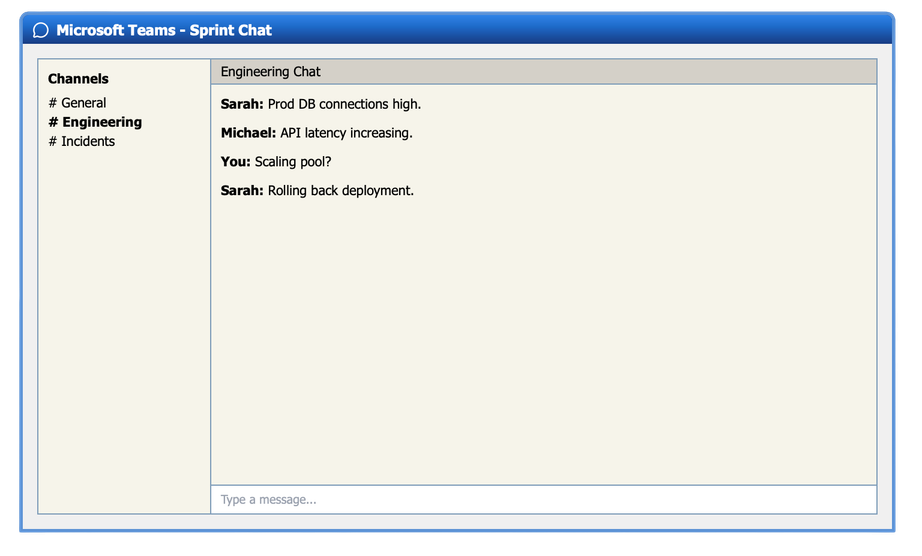 Microsoft Teams - Sprint Chat
Channels
# General
# Engineering
# Incidents
Engineering Chat
Sarah: Prod DB connections high.
Michael: API latency increasing.
You: Scaling pool?
Sarah: Rolling back deployment.
Type a message...